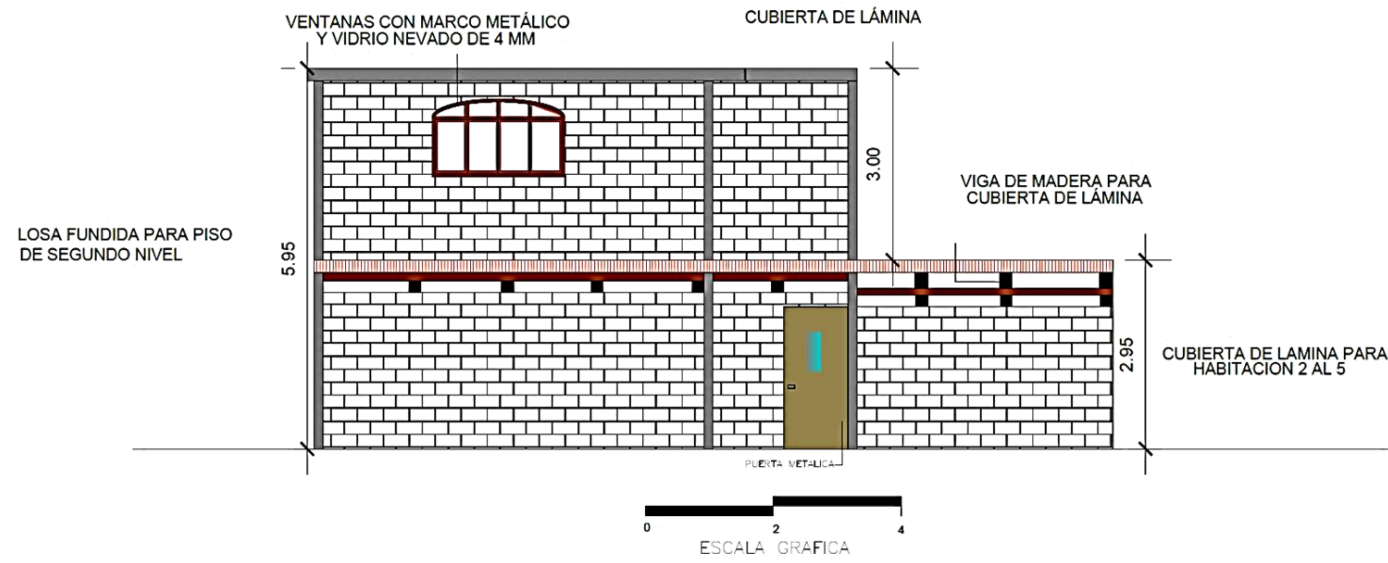 VENTANAS CON MARCO METÁLICO
Y VIDRIO NEVADO DE 4 MM
CUBIERTA DE LÁMINA
3.00
VIGA DE MADERA PARA
CUBIERTA DE LÁMINA
LOSA FUNDIDA PARA PISO
DE SEGUNDO NIVEL
5.95
2.95
CUBIERTA DE LAMINA PARA
HABITACION 2 AL 5
PUERTA METALICA
0 2 4
ESCALA GRAFICA